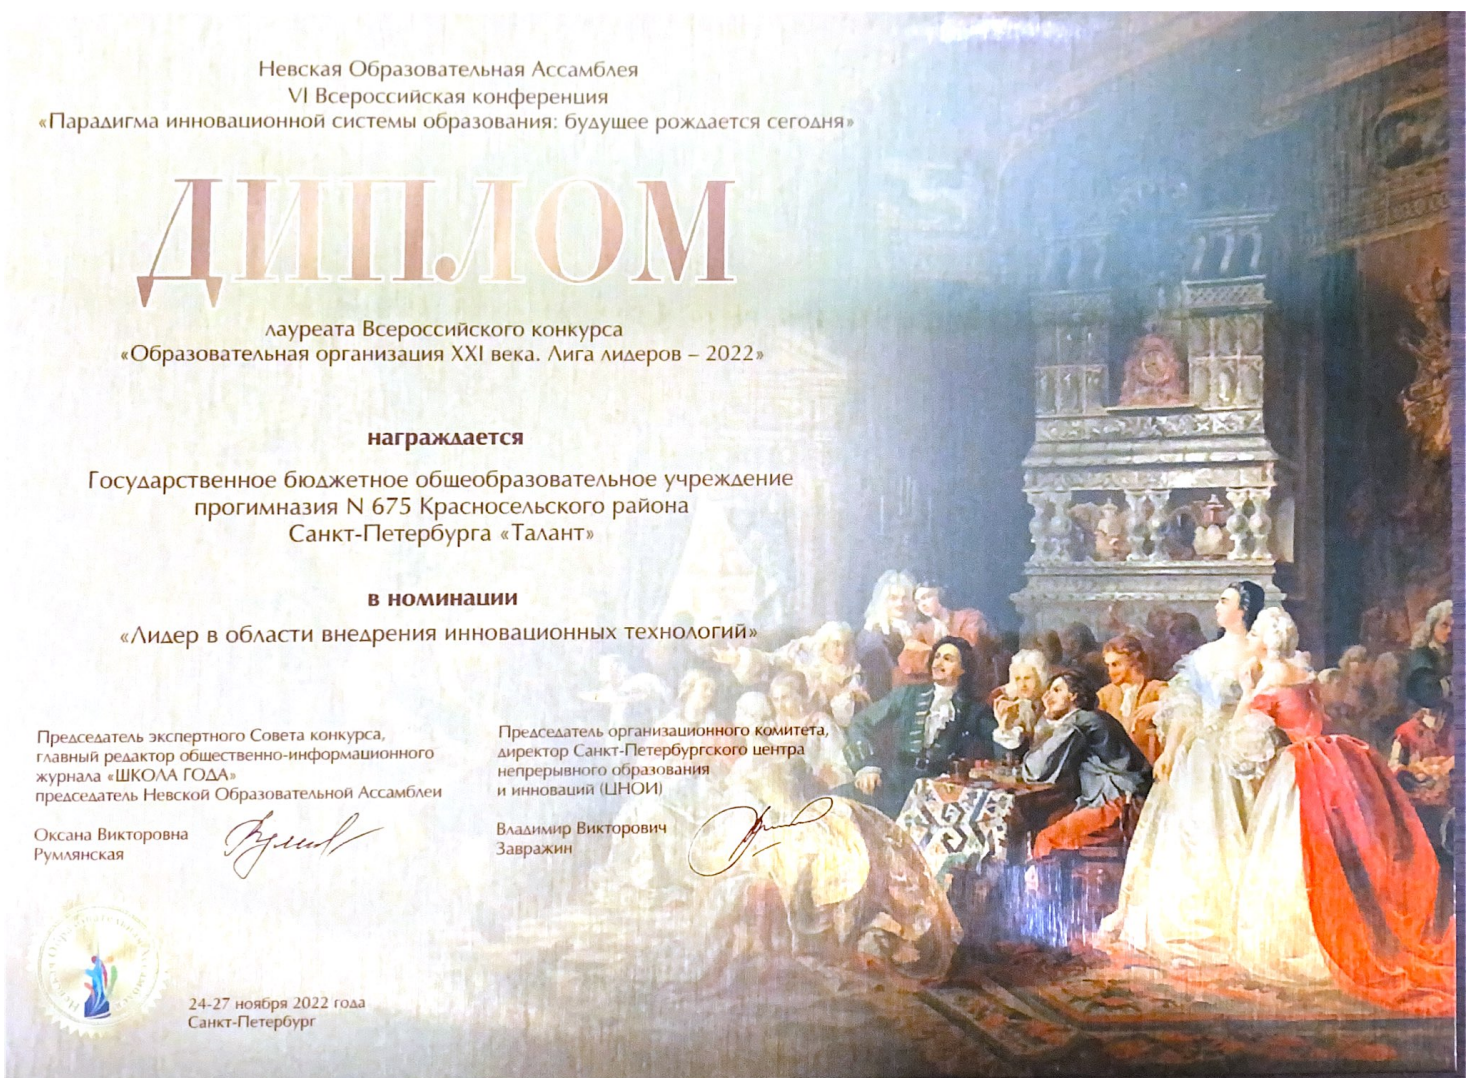 Невская Образовательная Ассамблея
VI Всероссийская конференция
«Парадигма инновационной системы образования: будущее рождается сегодня»
ДИПЛОМ
лауреата Всероссийского конкурса
«Образовательная организация XXI века. Лига лидеров – 2022»
награждается
Государственное бюджетное общеобразовательное учреждение
прогимназия N 675 Красносельского района
Санкт-Петербурга «Талант»
в номинации
«Лидер в области внедрения инновационных технологий»
Председатель экспертного Совета конкурса,
главный редактор общественно-информационного
журнала «ШКОЛА ГОДА»
председатель Невской Образовательной Ассамблеи
Оксана Викторовна
Румлянская
Председатель организационного комитета,
директор Санкт-Петербургского центра
непрерывного образования
и инноваций (ЦНОИ)
Владимир Викторович
Завражин
24-27 ноября 2022 года
Санкт-Петербург